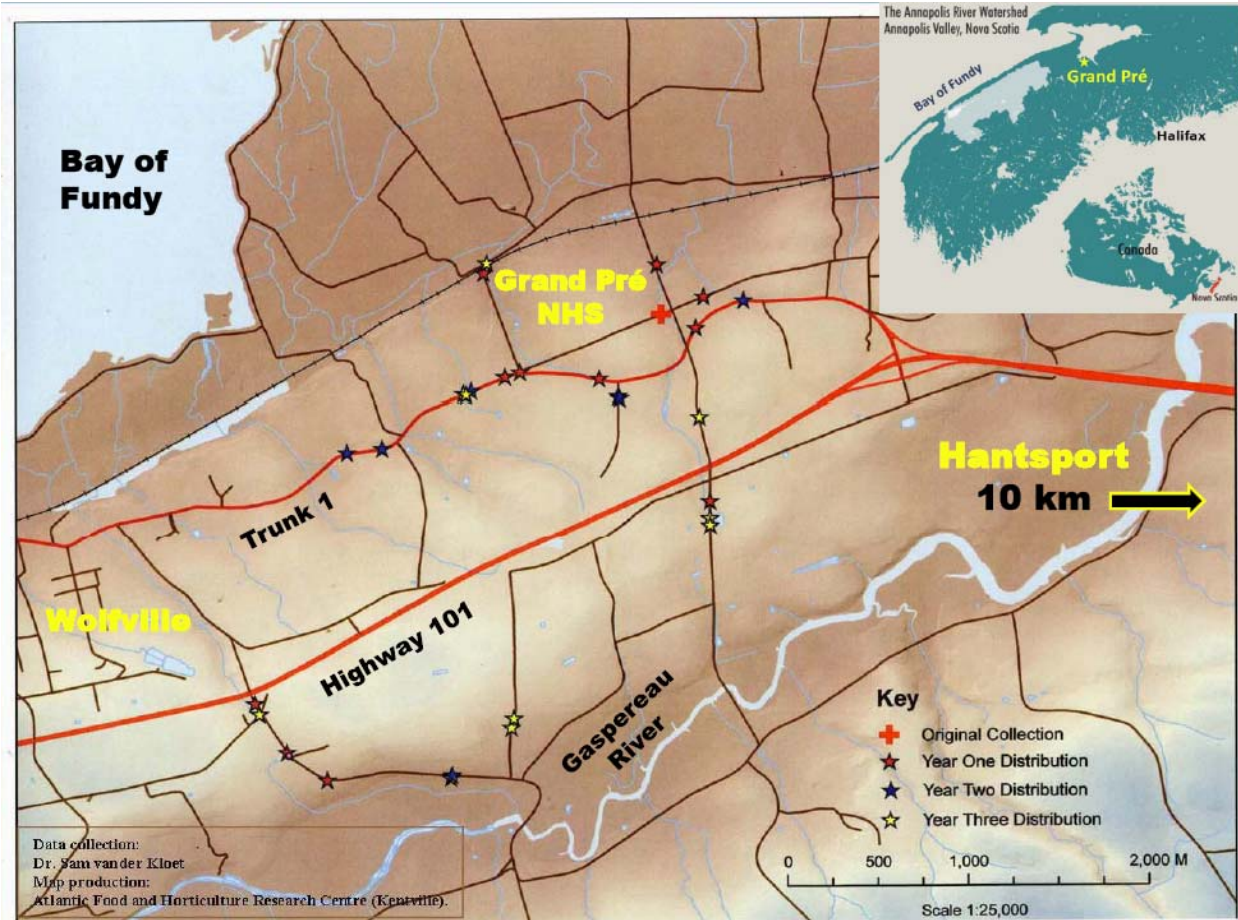 The Annapolis River Watershed
Annapolis Valley, Nova Scotia
Grand Pré
Bay of Fundy
Halifax
Canada
Nova Scotia
Bay of
Fundy
Grand Pré
NHS
Hantsport
10 km
Trunk 1
Wolfville
Highway 101
Gaspereau
River
Key
Original Collection
Year One Distribution
Year Two Distribution
Year Three Distribution
0 500 1,000 2,000 M
Scale 1:25,000
Data collection:
Dr. Sam vander Kloet
Map production:
Atlantic Food and Horticulture Research Centre (Kentville).